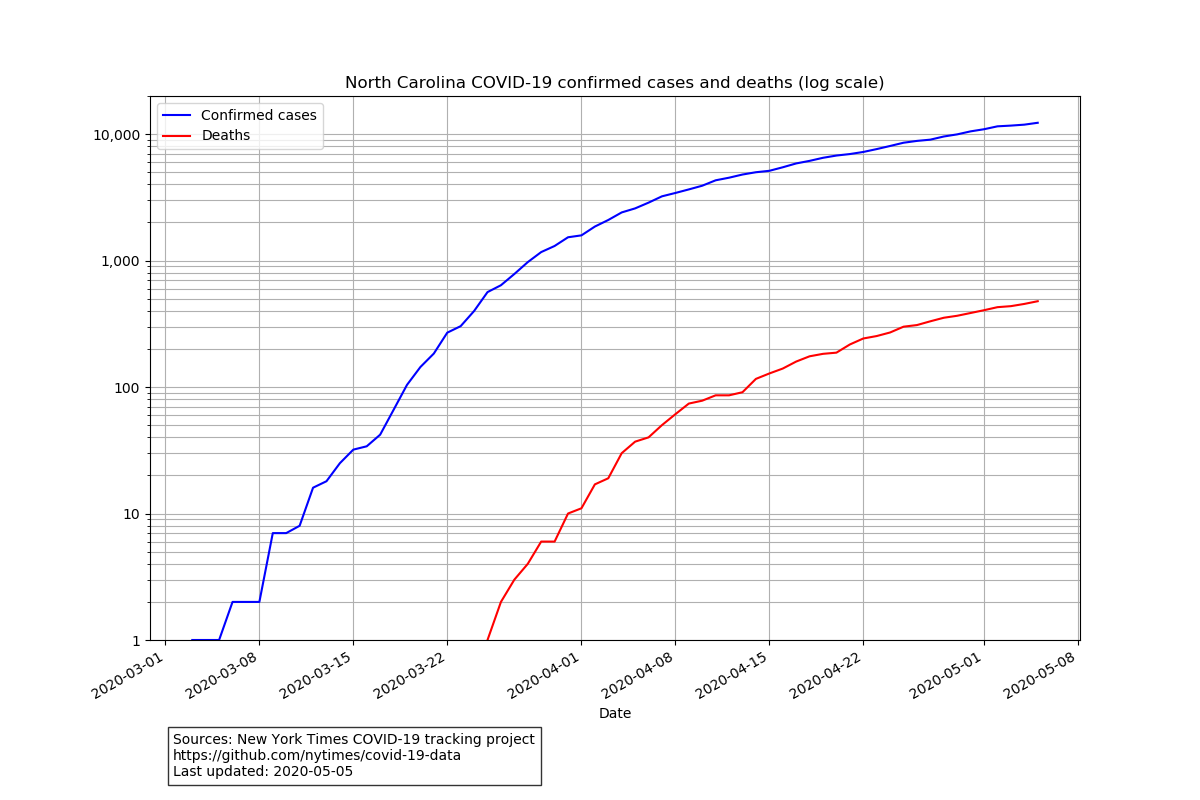 North Carolina COVID-19 confirmed cases and deaths (log scale)
Confirmed cases
Deaths
10,000
1,000
100
10
1
2020-03-01
2020-03-08
2020-03-15
2020-03-22
2020-04-01
2020-04-08
2020-04-15
2020-04-22
2020-05-01
2020-05-08
Date
Sources: New York Times COVID-19 tracking project
https://github.com/nytimes/covid-19-data
Last updated: 2020-05-05